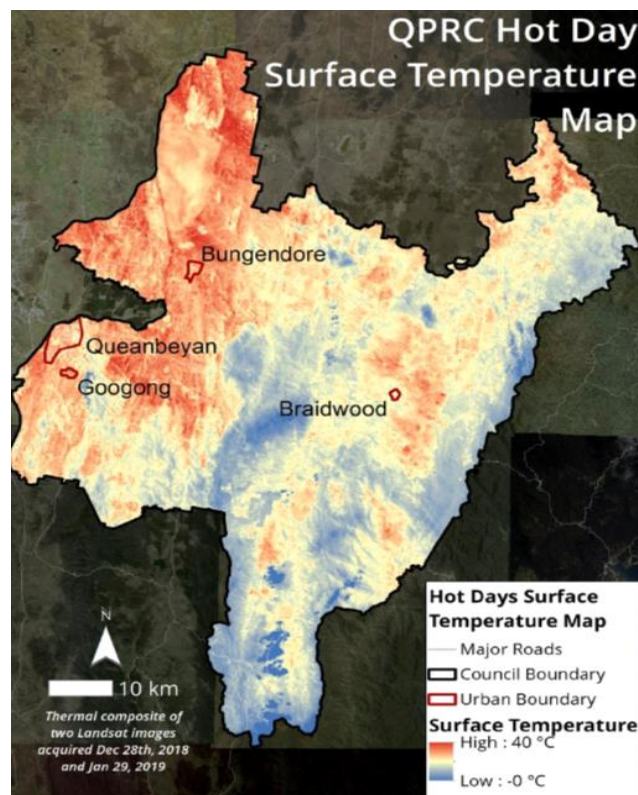 QPRC Hot Day
Surface Temperature
Map
Bungendore
Queanbeyan
Googong
Braidwood
N
10 km
Thermal composite of
two Landsat images
acquired Dec 28th, 2018
and Jan 29, 2019
Hot Days Surface
Temperature Map
Major Roads
Council Boundary
Urban Boundary
Surface Temperature
High : 40 °C
Low : -0 °C